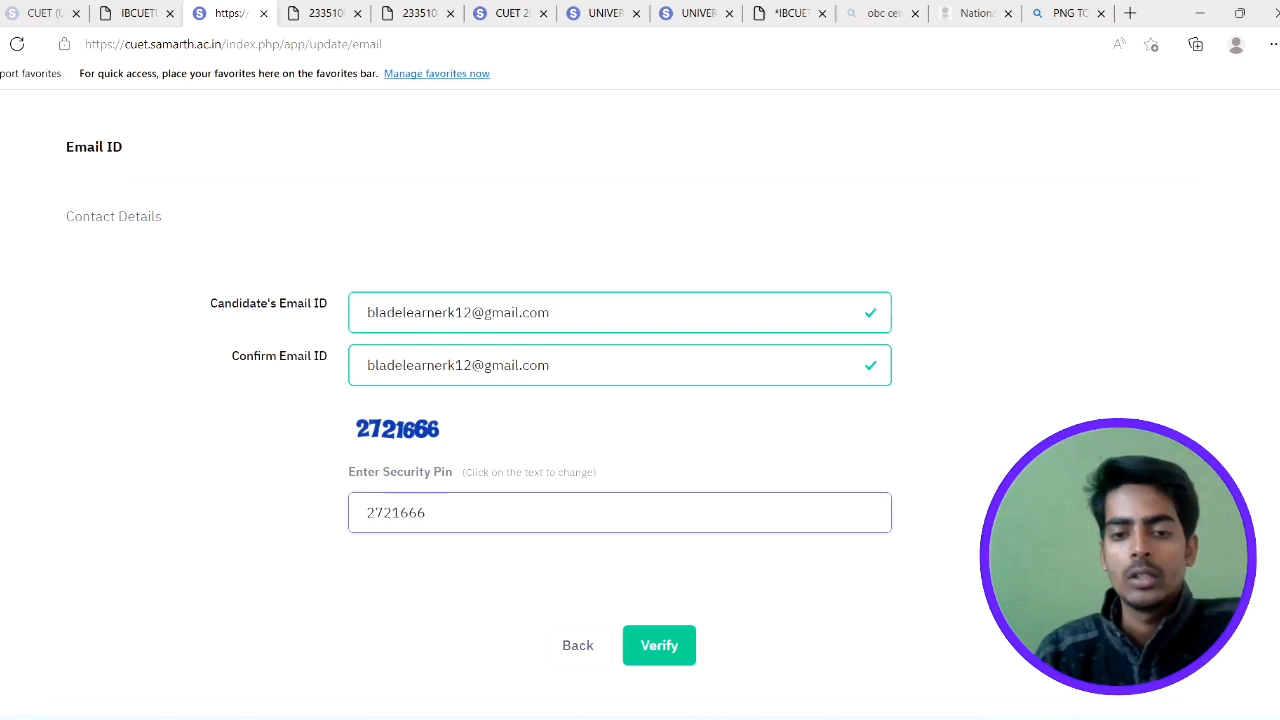 CUET (U
IBCUET(
https:/
233510(
233510(
CUET 2(
UNIVER
UNIVER
*IBCUET
obc cer
Nationa
PNG TC
https://cuet.samarth.ac.in/index.php/app/update/email
port favorites
For quick access, place your favorites here on the favorites bar. Manage favorites now
Email ID
Contact Details
Candidate's Email ID
bladelearnerk12@gmail.com
Confirm Email ID
bladelearnerk12@gmail.com
2721666
Enter Security Pin (Click on the text to change)
2721666
Back
Verify